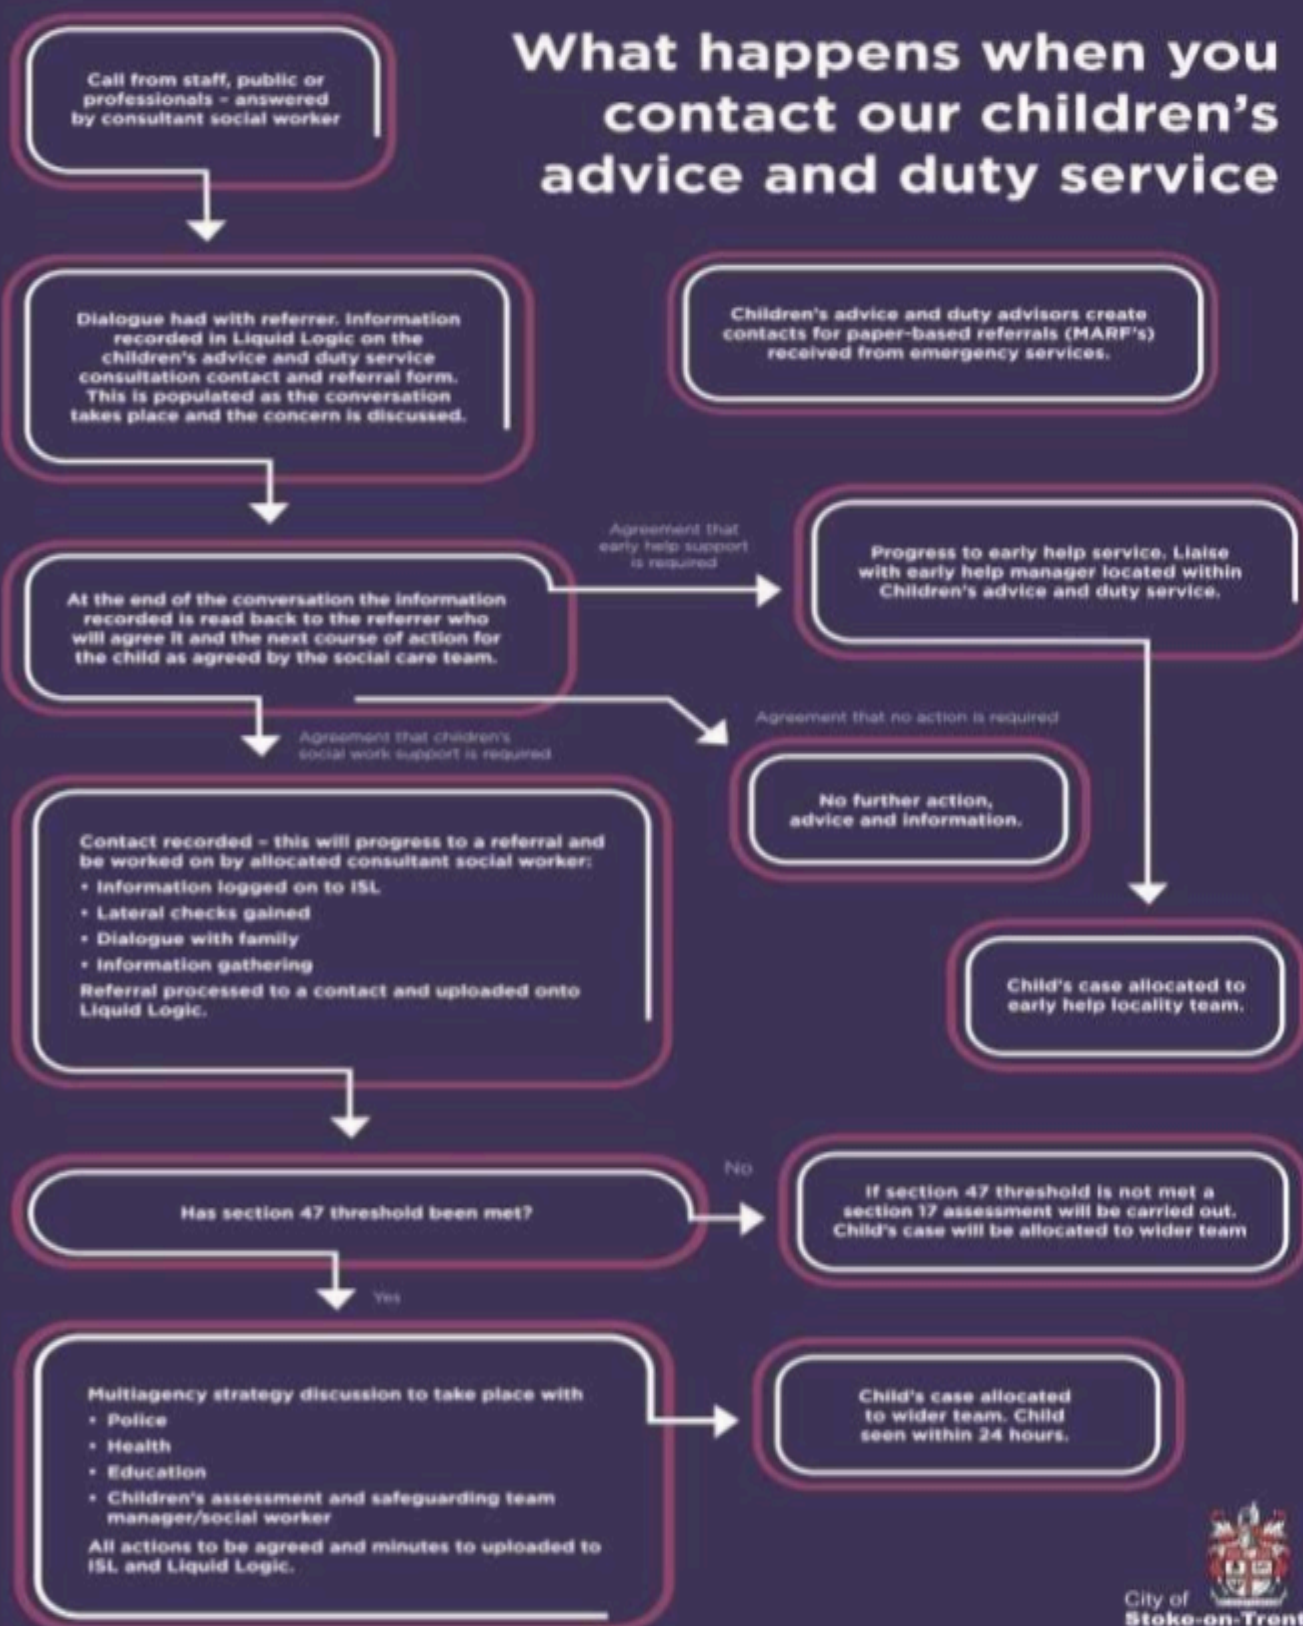 What happens when you
contact our children's
advice and duty service
Call from staff, public or
professionals – answered
by consultant social worker
Dialogue had with referrer. Information
recorded in Liquid Logic on the
children's advice and duty service
consultation contact and referral form.
This is populated as the conversation
takes place and the concern is discussed.
Children's advice and duty advisors create
contacts for paper-based referrals (MARF's)
received from emergency services.
At the end of the conversation the information
recorded is read back to the referrer who
will agree it and the next course of action for
the child as agreed by the social care team.
Agreement that
early help support
is required
Progress to early help service. Liaise
with early help manager located within
Children's advice and duty service.
Agreement that no action is required
No further action,
advice and information.
Child's case allocated to
early help locality team.
Agreement that children's
social work support is required
Contact recorded – this will progress to a referral and
be worked on by allocated consultant social worker:
• Information logged on to ISL
• Lateral checks gained
• Dialogue with family
• Information gathering
Referral processed to a contact and uploaded onto
Liquid Logic.
Has section 47 threshold been met?
No
If section 47 threshold is not met a
section 17 assessment will be carried out.
Child's case will be allocated to wider team
Yes
Multiagency strategy discussion to take place with
• Police
• Health
• Education
• Children's assessment and safeguarding team
manager/social worker
All actions to be agreed and minutes to uploaded to
ISL and Liquid Logic.
Child's case allocated
to wider team. Child
seen within 24 hours.
City of
Stoke-on-Trent